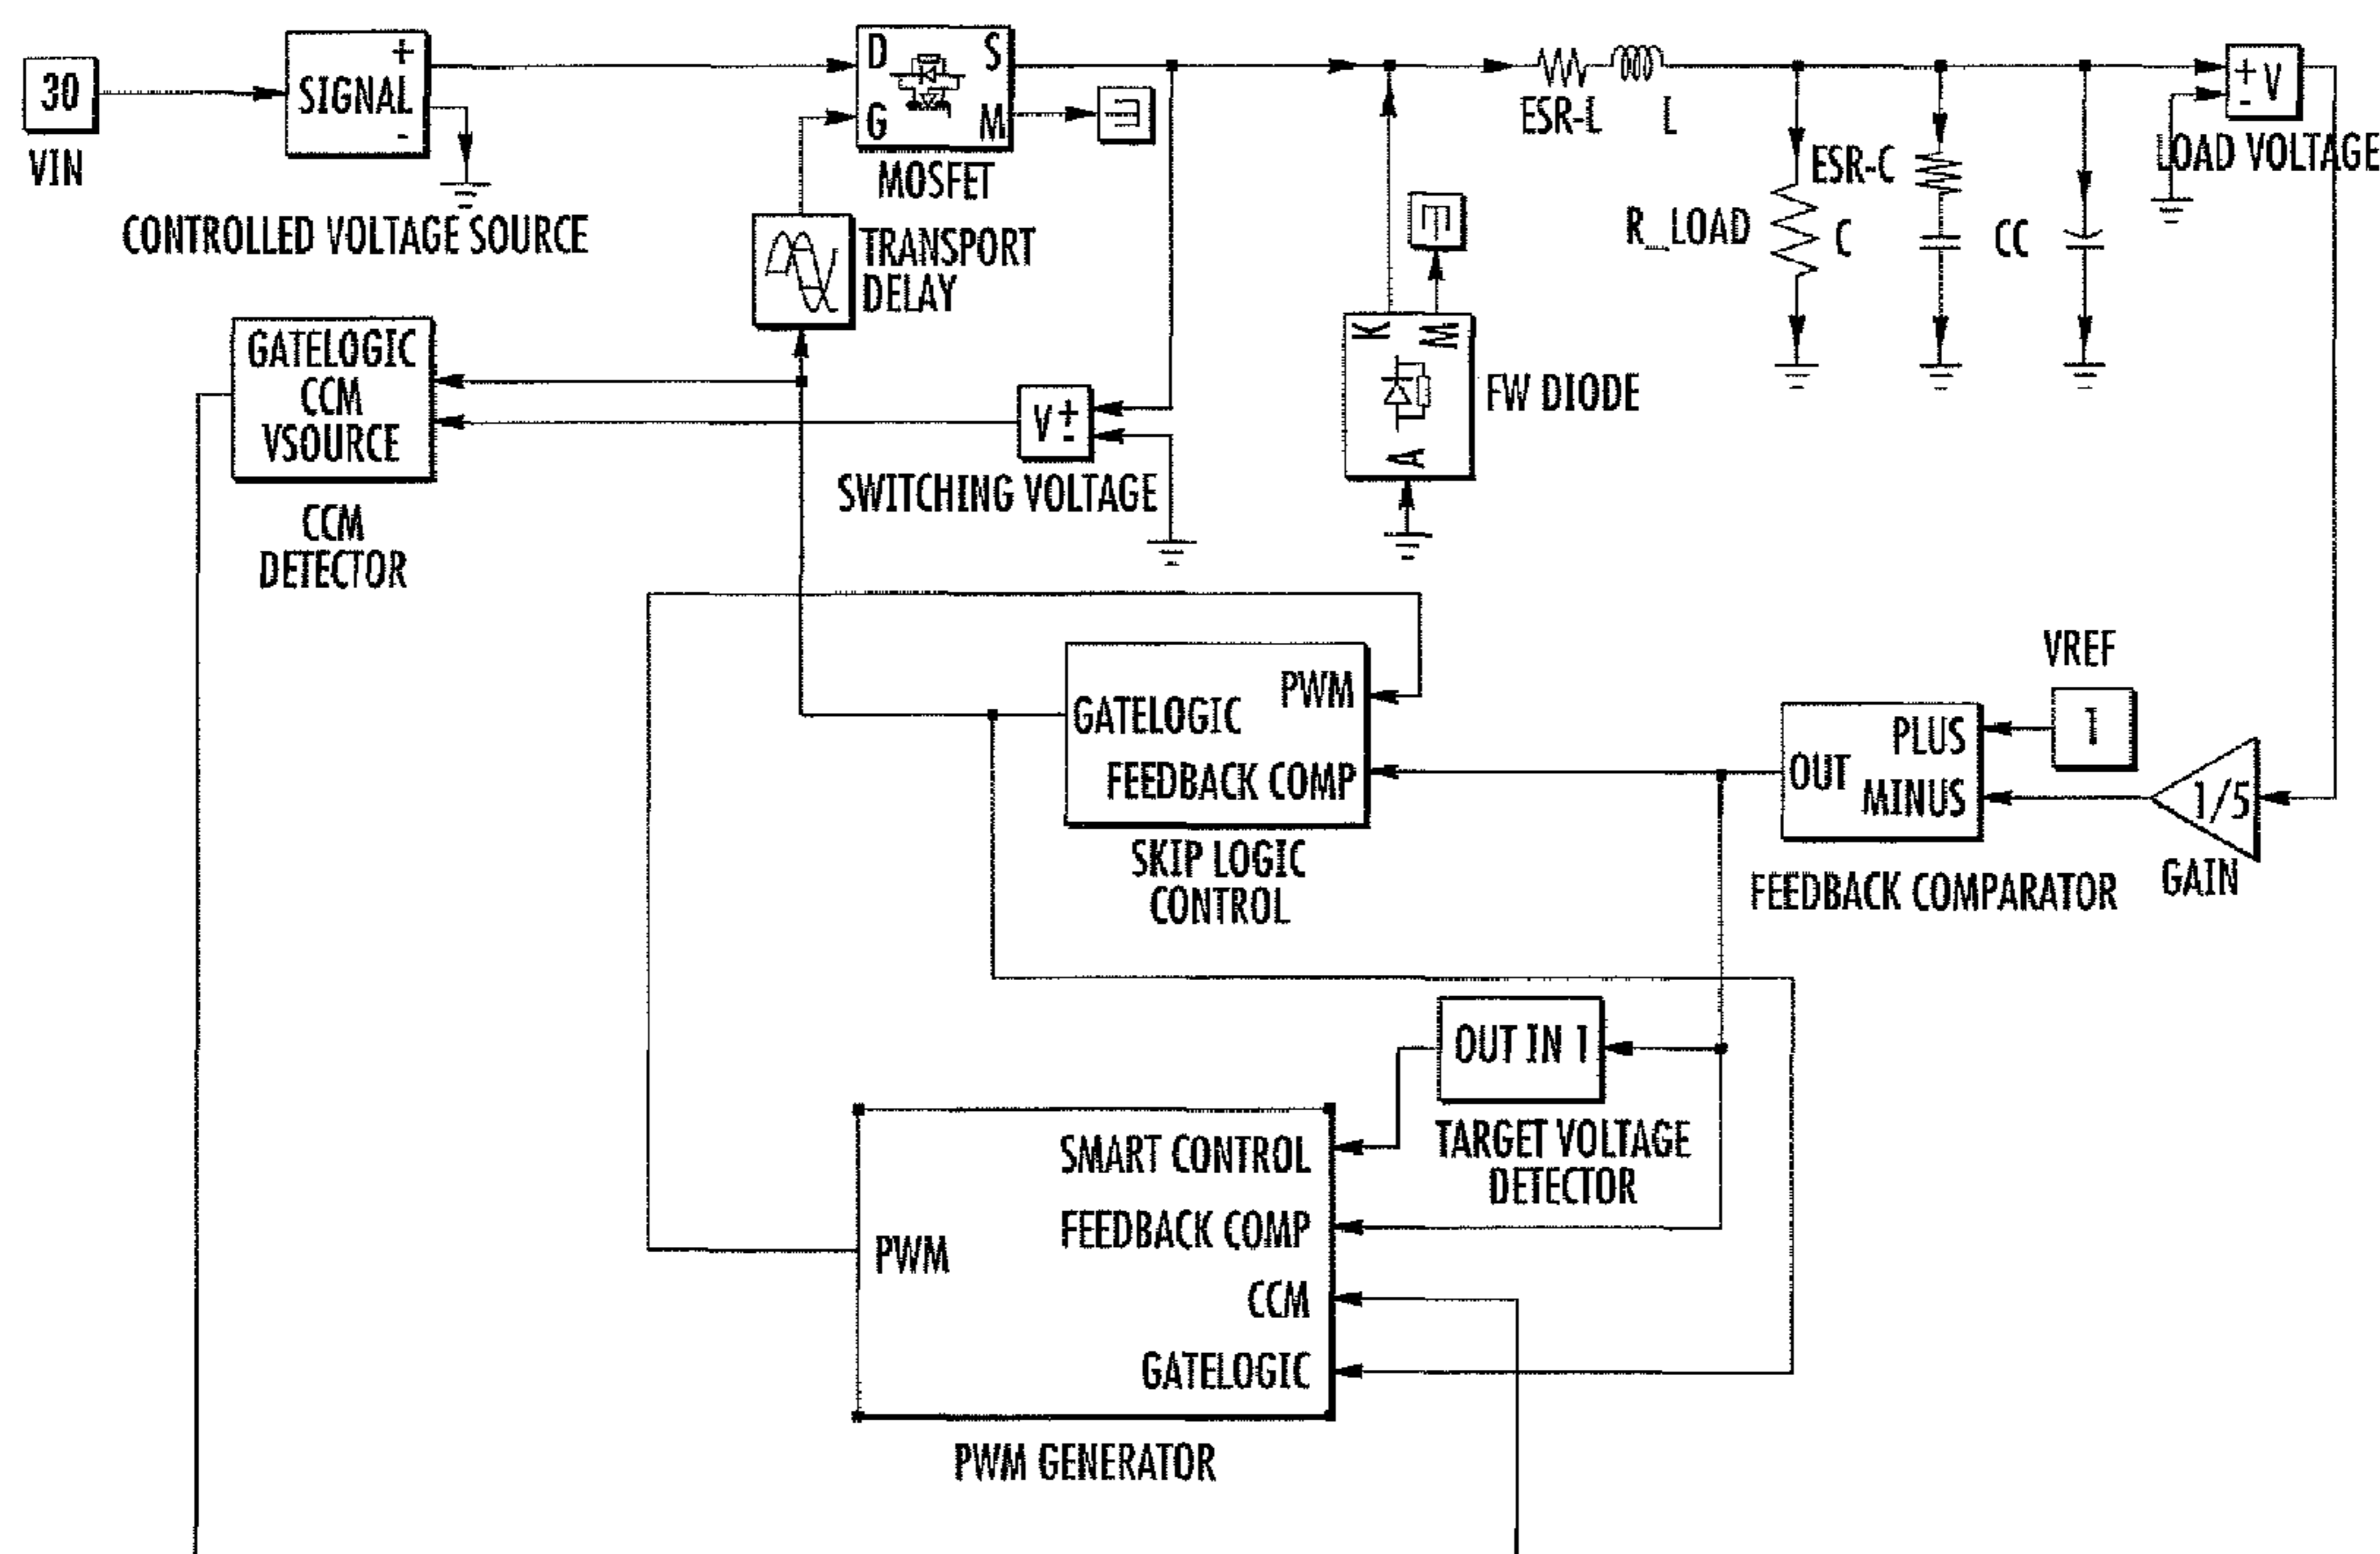 30
VIN
SIGNAL
+
-
CONTROLLED VOLTAGE SOURCE
D
S
G
M
MOSFET
TRANSPORT
DELAY
ESR-L
L
R_LOAD
ESR-C
C
CC
+
-
V
LOAD VOLTAGE
GATELOGIC
CCM
VSOURCE
CCM
DETECTOR
V
+
-
SWITCHING VOLTAGE
K
M
A
FW DIODE
GATELOGIC
PWM
FEEDBACK COMP
SKIP LOGIC
CONTROL
VREF
1
OUT
PLUS
MINUS
FEEDBACK COMPARATOR
1/5
GAIN
OUT IN 1
TARGET VOLTAGE
DETECTOR
SMART CONTROL
FEEDBACK COMP
PWM
CCM
GATELOGIC
PWM GENERATOR